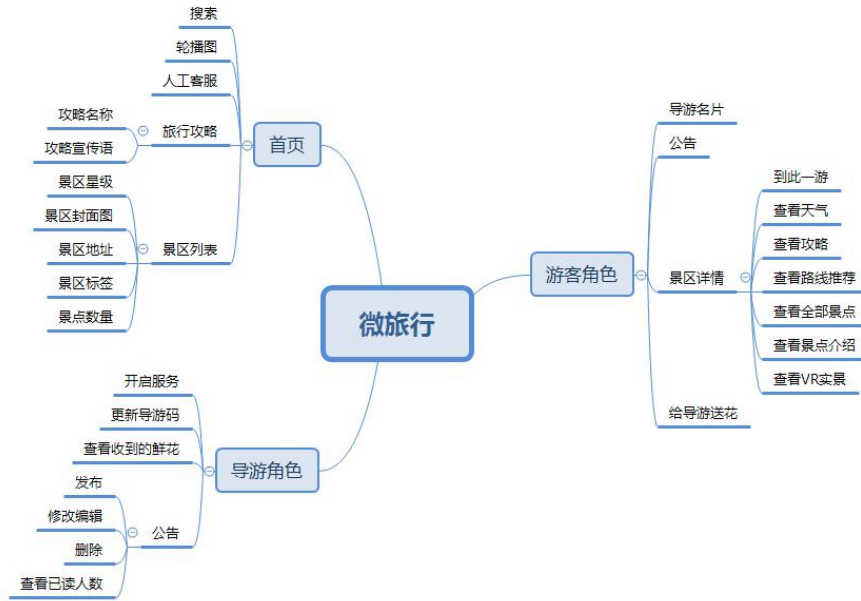 微旅行
首页
搜索
轮播图
人工客服
旅行攻略
攻略名称
攻略宣传语
景区列表
景区星级
景区封面图
景区地址
景区标签
景点数量
导游角色
开启服务
更新导游码
查看收到的鲜花
公告
发布
修改编辑
删除
查看已读人数
游客角色
导游名片
公告
景区详情
到此一游
查看天气
查看攻略
查看路线推荐
查看全部景点
查看景点介绍
查看VR实景
给导游送花